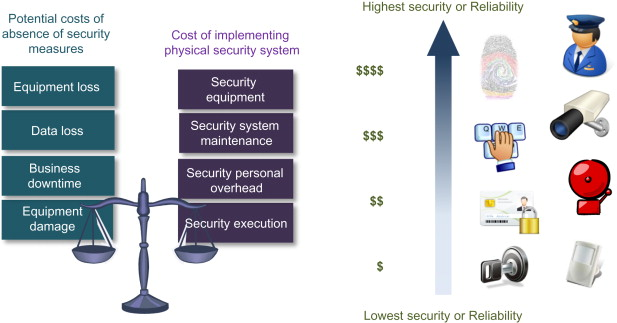 Potential costs of
absence of security
measures
Equipment loss
Data loss
Business
downtime
Equipment
damage
Cost of implementing
physical security system
Security
equipment
Security system
maintenance
Security personal
overhead
Security execution
Highest security or Reliability
$$$$
$$$
$$
$
Q W E
Lowest security or Reliability